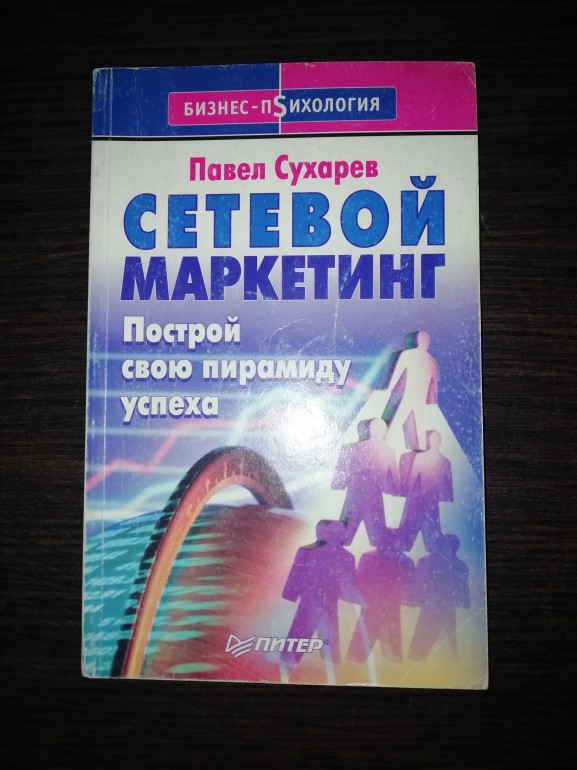 БИЗНЕС-ПSИХОЛОГИЯ
Павел Сухарев
СЕТЕВОЙ
МАРКЕТИНГ
Построй
свою пирамиду
успеха
ПИТЕР®